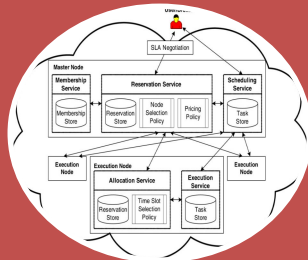 SLA Negotiation
Master Node
Membership
Service
Reservation Service
Scheduling
Service
Membership
Store
Reservation
Store
Node
Selection
Policy
Pricing
Policy
Task
Store
Execution
Node
Execution Node
Execution
Node
Allocation Service
Execution
Service
Reservation
Store
Time Slot
Selection
Policy
Task
Store